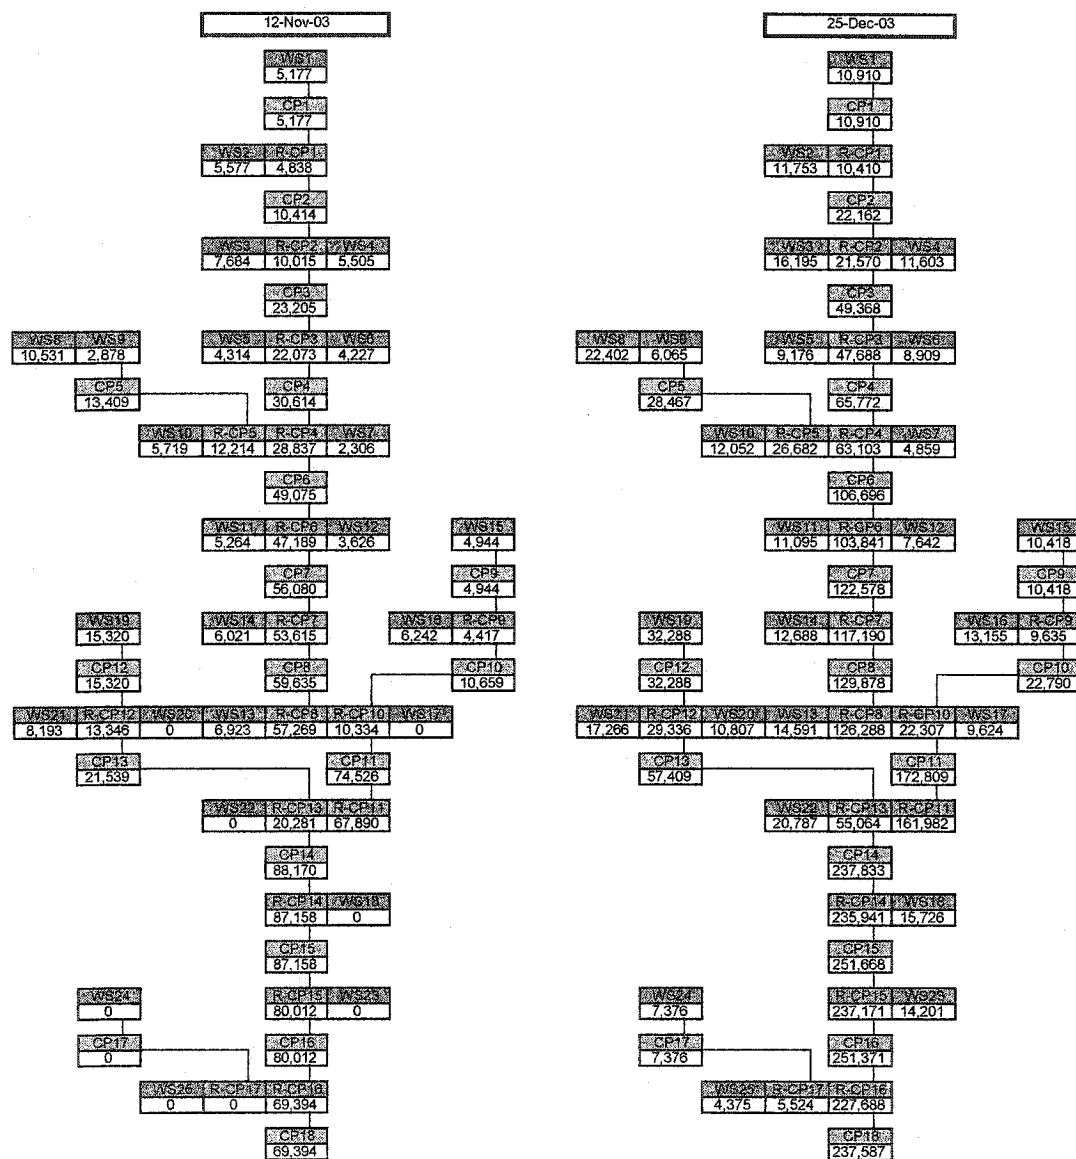 12-Nov-03 25-Dec-03
WS1 WS1
5,177 10,910
CP1 CP1
5,177 10,910
WS2 R-CP1 WS2 R-CP1
5,577 4,838 11,753 10,410
CP2 CP2
10,414 22,162
WS3 R-CP2 WS4 WS3 R-CP2 WS4
7,684 10,015 5,505 16,195 21,570 11,603
CP3 CP3
23,205 49,368
WS8 WS9 WS5 R-CP3 WS6 WS8 WS9 WS5 R-CP3 WS6
10,531 2,878 4,314 22,073 4,227 22,402 6,065 9,176 47,688 8,909
CP5 CP4 CP5 CP4
13,409 30,614 28,467 65,772
WS10 R-CP5 R-CP4 WS7 WS10 R-CP5 R-CP4 WS7
5,719 12,214 28,837 2,306 12,052 26,682 63,103 4,859
CP6 CP6
49,075 106,696
WS11 R-CP6 WS12 WS15 WS11 R-CP6 WS12 WS15
5,264 47,189 3,626 4,944 11,095 103,841 7,642 10,418
CP7 CP9 CP7 CP9
56,080 4,944 122,578 10,418
WS19 WS14 R-CP7 WS16 R-CP9 WS19 WS14 R-CP7 WS16 R-CP9
15,320 6,021 53,615 6,242 4,417 32,288 12,688 117,190 13,155 9,635
CP12 CP8 CP10 CP12 CP8 CP10
15,320 59,635 10,659 32,288 129,878 22,790
WS21 R-CP12 WS20 WS13 R-CP8 R-CP10 WS17 WS21 R-CP12 WS20 WS13 R-CP8 R-CP10 WS17
8,193 13,346 0 6,923 57,269 10,334 0 17,266 29,336 10,807 14,591 126,288 22,307 9,624
CP13 CP11 CP13 CP11
21,539 74,526 57,409 172,809
WS22 R-CP13 R-CP11 WS22 R-CP13 R-CP11
0 20,281 67,890 20,787 55,064 161,982
CP14 CP14
88,170 237,833
R-CP14 WS18 R-CP14 WS18
87,158 0 235,941 15,726
CP15 CP15
87,158 251,668
WS24 R-CP15 WS23 WS24 R-CP15 WS23
0 80,012 0 7,376 237,171 14,201
CP17 CP16 CP17 CP16
0 80,012 7,376 251,371
WS25 R-CP17 R-CP16 WS25 R-CP17 R-CP16
0 0 69,394 4,375 5,524 227,688
CP18 CP18
69,394 237,587